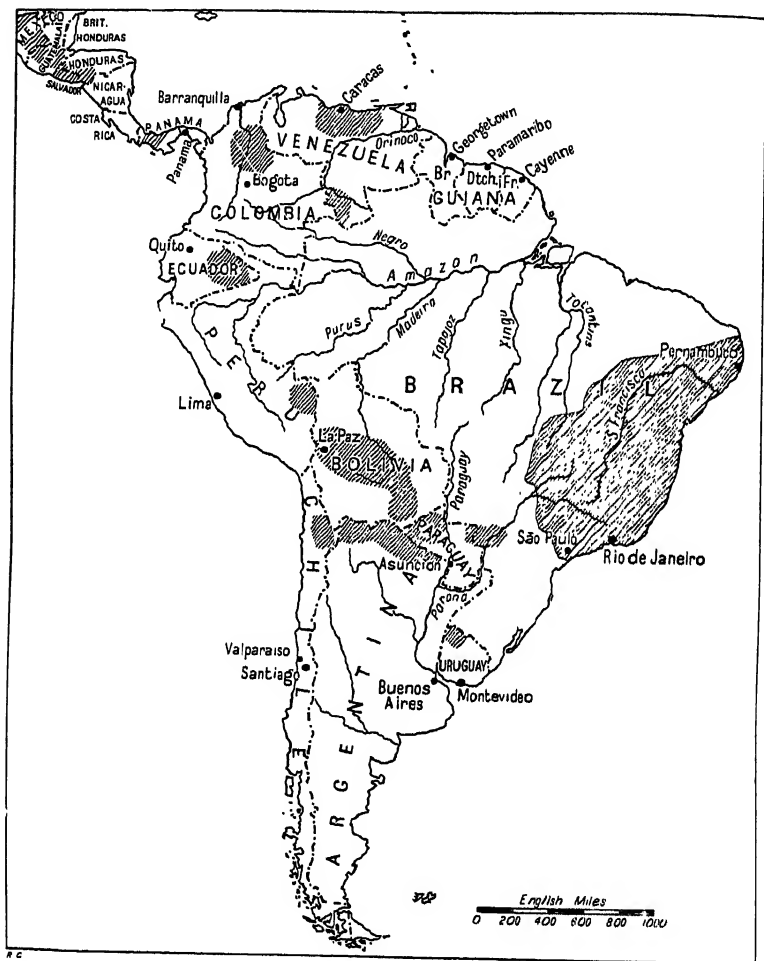 MEXICO
BRIT.
HONDURAS
GUATEMALA
HONDURAS
SALVADOR
NICAR-
AGUA
COSTA
RICA
PANAMA
Panama
Barranquilla
Caracas
VENEZUELA
Orinoco
Georgetown
Paramaribo
Cayenne
Br.
Dtch.
Fr.
GUIANA
Bogota
COLOMBIA
Negro
Quito
ECUADOR
Amazon
Purus
Madeira
Tapajoz
Xingu
Tocantins
PERU
Pernambuco
BRAZIL
S. Francisco
Lima
La Paz
BOLIVIA
Paraguay
PARAGUAY
CHILE
São Paulo
Rio de Janeiro
Asuncion
Parana
ARGENTINA
Valparaiso
Santiago
URUGUAY
Buenos
Aires
Montevideo
English Miles
0 200 400 600 800 1000
R G